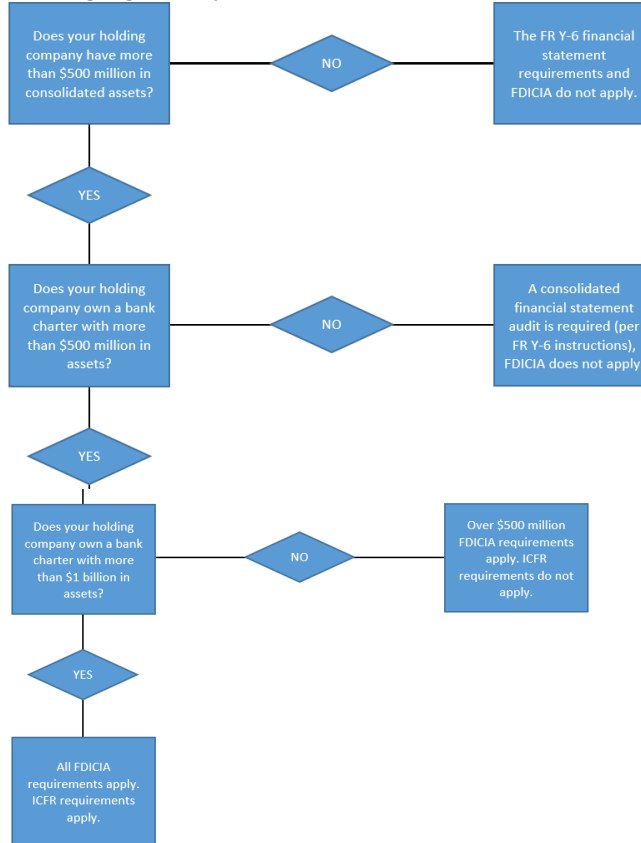 Does your holding
company have more
than $500 million in
consolidated assets?
NO
The FR Y-6 financial
statement
requirements and
FDICIA do not apply.
YES
Does your holding
company own a bank
charter with more
than $500 million in
assets?
NO
A consolidated
financial statement
audit is required (per
FR Y-6 instructions),
FDICIA does not apply
YES
Does your holding
company own a bank
charter with more
than $1 billion in
assets?
NO
Over $500 million
FDICIA requirements
apply. ICFR
requirements do not
apply.
YES
All FDICIA
requirements apply.
ICFR requirements
apply.